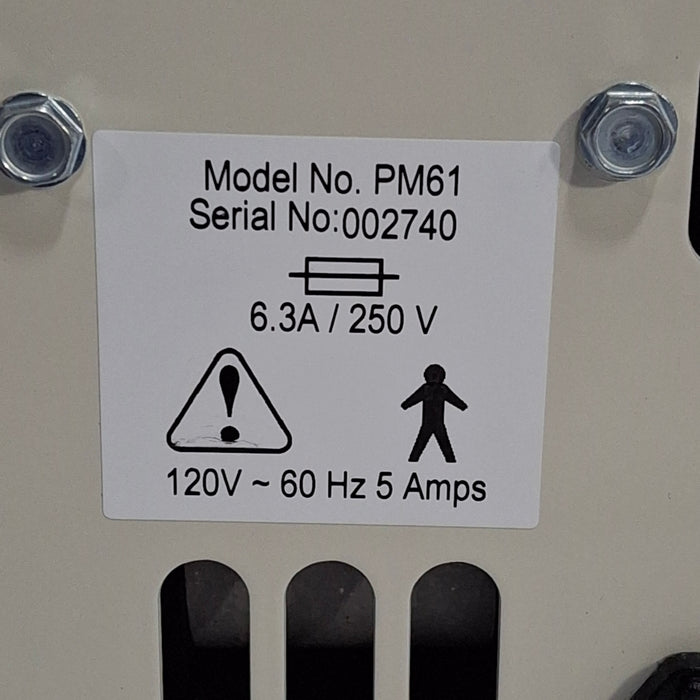 Model No. PM61
Serial No:002740
6.3A / 250 V
120V ~ 60 Hz 5 Amps